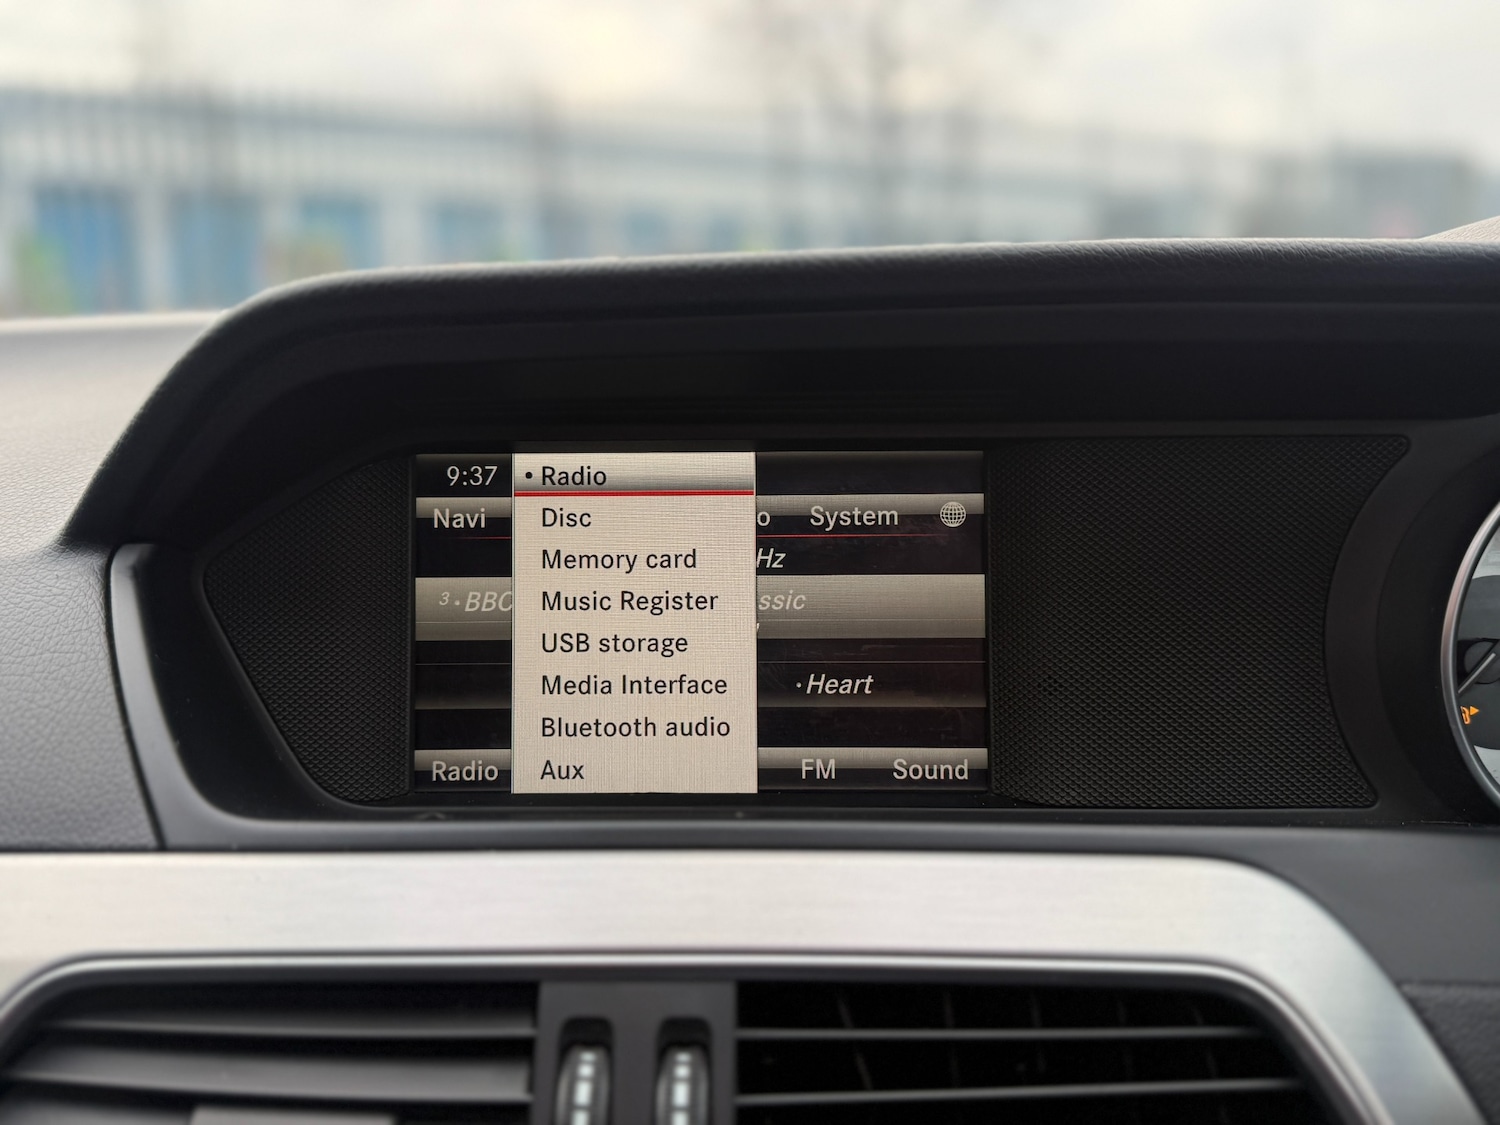 9:37
• Radio
Disc
Memory card
Music Register
USB storage
Media Interface
Bluetooth audio
Aux
Navi
o System
Hz
3 • BBC
ssic
• Heart
Radio
FM Sound